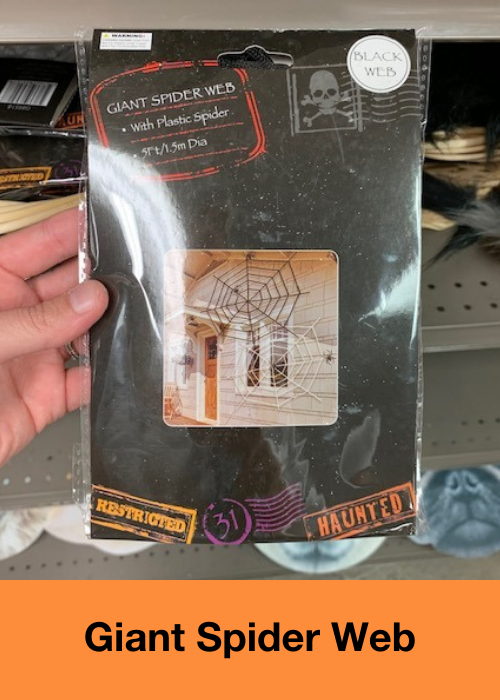 WARNING!
BLACK
WEB
GIANT SPIDER WEB
• With Plastic Spider
• 5Ft/1.5m Dia
RESTRICTED
31
HAUNTED
Giant Spider Web